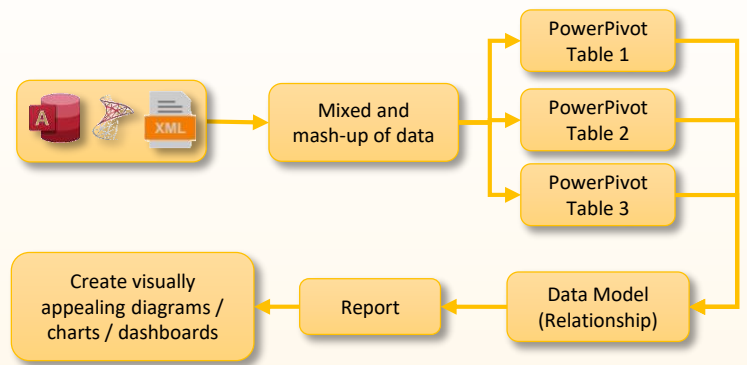 PowerPivot
Table 1
A
XML
Mixed and
mash-up of data
PowerPivot
Table 2
PowerPivot
Table 3
Create visually
appealing diagrams /
charts / dashboards
Report
Data Model
(Relationship)